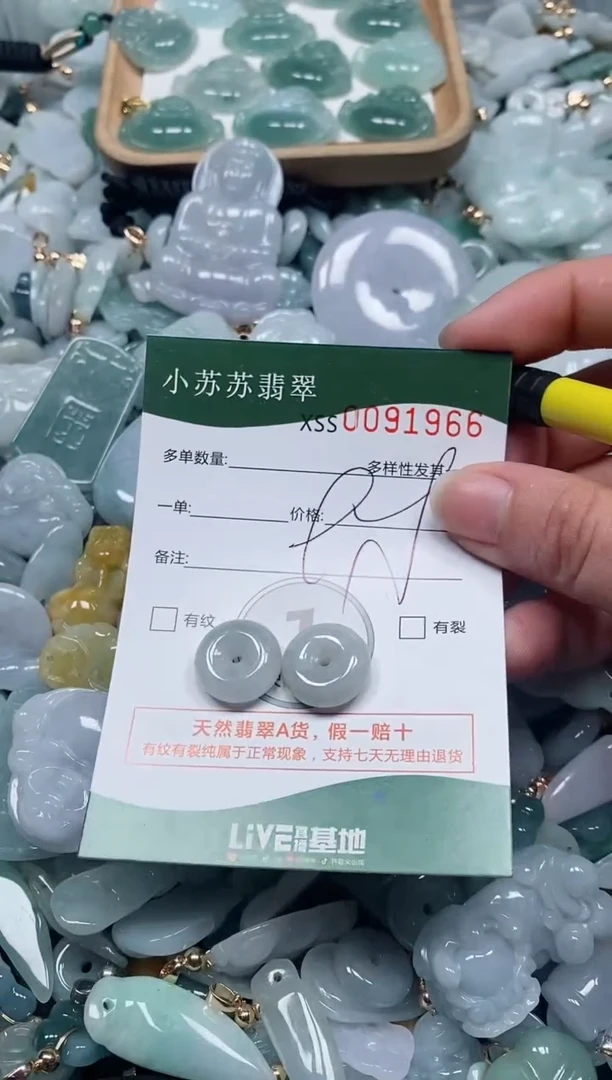 小苏苏翡翠
XSS0091966
多单数量:
多样性发货
一单: 价格:
备注:
有纹 有裂
天然翡翠A货，假一赔十
有纹有裂纯属于正常现象，支持七天无理由退货
LIVE直播基地